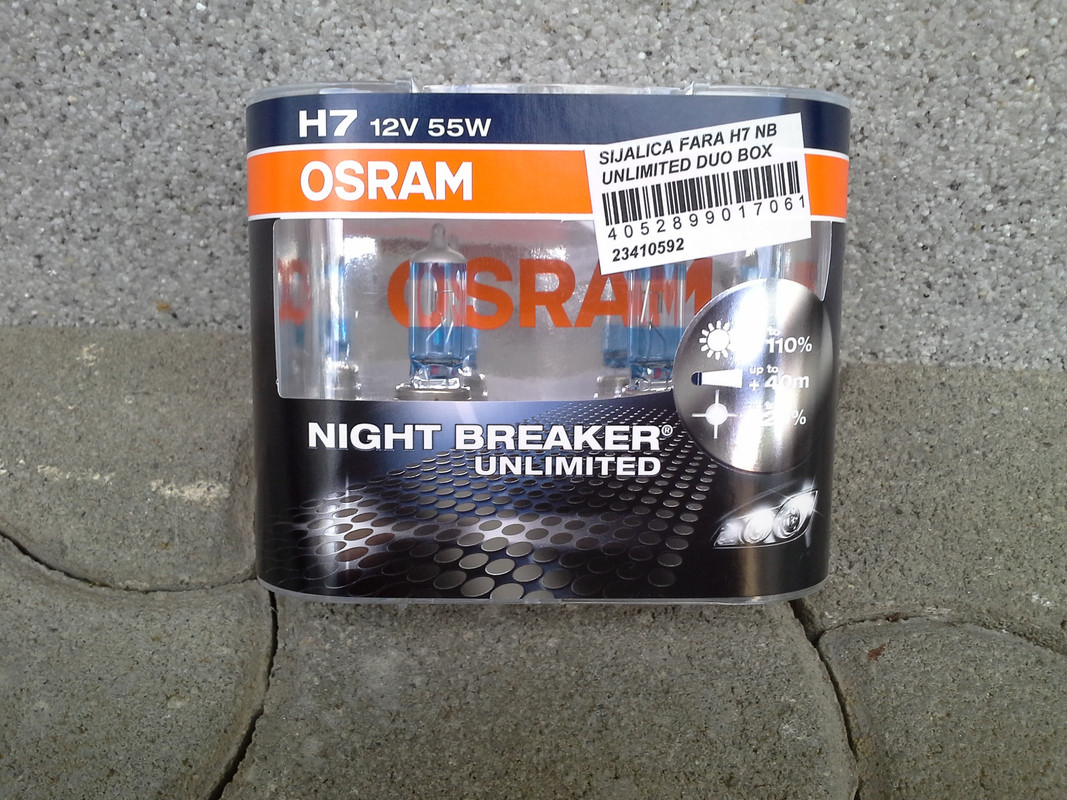 H7 12V 55W
OSRAM
SIJALICA FARA H7 NB
UNLIMITED DUO BOX
4052899017061
23410592
OSRAM
110%
up to
+ 40m
%
NIGHT BREAKER®
UNLIMITED